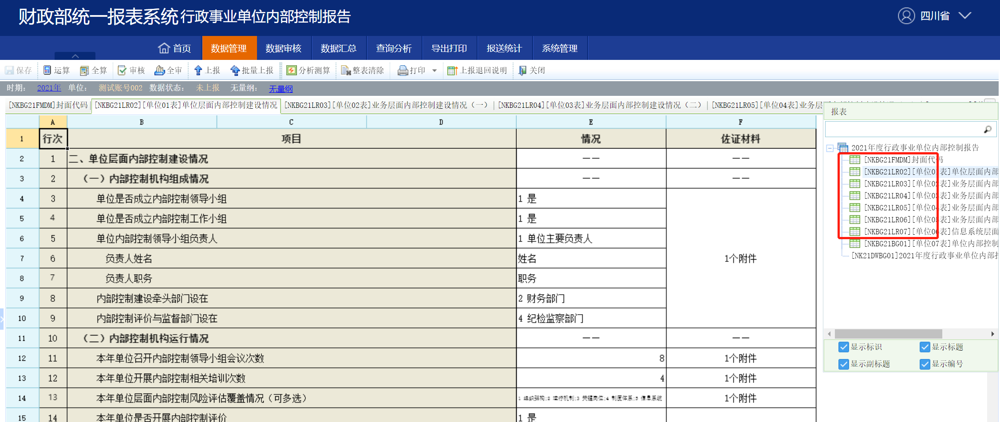 财政部统一报表系统 行政事业单位内部控制报告
四川省
首页 数据管理 数据审核 数据汇总 查询分析 导出打印 报送统计 系统管理
保存 运算 全算 审核 全审 上报 批量上报 分析测算 整表清除 打印 上报退回说明 关闭
时期: 2021年 单位: 测试账号002 数据状态: 未上报 无量纲: 无量纲
[NKBG21FMDM]封面代码 [NKBG21LR02][单位01表]单位层面内部控制建设情况 [NKBG21LR03][单位02表]业务层面内部控制建设情况（一） [NKBG21LR04][单位03表]业务层面内部控制建设情况（二） [NKBG21LR05][单位04表]业务层
A B C D E F
1 行次 项目 情况 佐证材料
2 1 二、单位层面内部控制建设情况 —— ——
3 2 （一）内部控制机构组成情况 —— ——
4 3 单位是否成立内部控制领导小组 1 是
5 4 单位是否成立内部控制工作小组 1 是
6 5 单位内部控制领导小组负责人 1 单位主要负责人
7 6 负责人姓名 姓名 1个附件
8 7 负责人职务 职务
9 8 内部控制建设牵头部门设在 2 财务部门
10 9 内部控制评价与监督部门设在 4 纪检监察部门
11 10 （二）内部控制机构运行情况 —— ——
12 11 本年单位召开内部控制领导小组会议次数 8 1个附件
13 12 本年单位开展内部控制相关培训次数 4 1个附件
14 13 本年单位层面内部控制风险评估覆盖情况（可多选） 1 组织架构;2 运行机制;3 关键岗位;4 制度体系;5 信息系统 1个附件
15 14 本年单位是否开展内部控制评价 1 是
报表
2021年度行政事业单位内部控制报告
[NKBG21FMDM]封面代码
[NKBG21LR02][单位01表]单位层面内部
[NKBG21LR03][单位02表]业务层面内部
[NKBG21LR04][单位03表]业务层面内部
[NKBG21LR05][单位04表]业务层面内部
[NKBG21LR06][单位05表]业务层面内部
[NKBG21LR07][单位06表]信息系统层面
[NKBG21BG01][单位07表]单位内部控制
[NK21DWBG01]2021年度行政事业单位内部控
显示标识 显示标题
显示副标题 显示编号